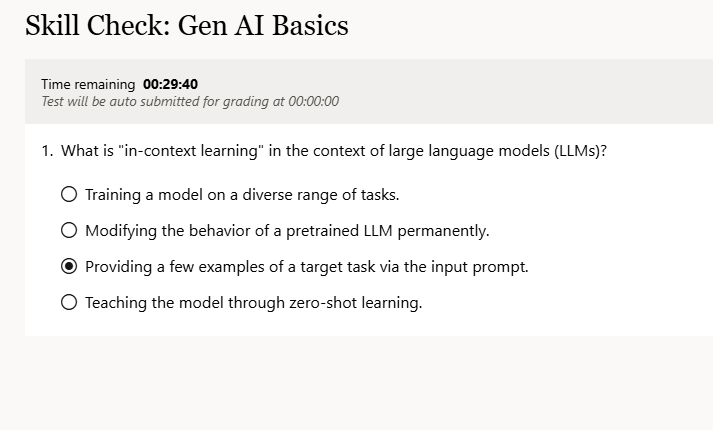 Skill Check: Gen AI Basics
Time remaining 00:29:40
Test will be auto submitted for grading at 00:00:00
1. What is "in-context learning" in the context of large language models (LLMs)?
Training a model on a diverse range of tasks.
Modifying the behavior of a pretrained LLM permanently.
Providing a few examples of a target task via the input prompt.
Teaching the model through zero-shot learning.